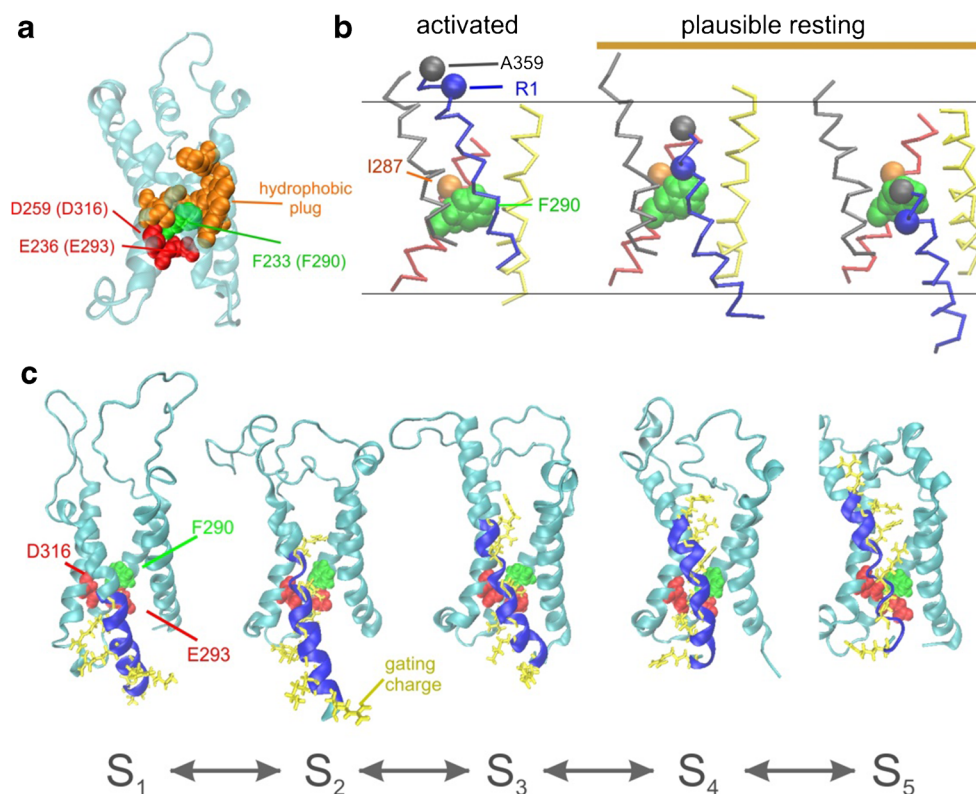 a
D259 (D316)
E236 (E293)
hydrophobic
plug
F233 (F290)
b
activated
plausible resting
A359
R1
I287
F290
c
D316
F290
E293
gating
charge
S1
S2
S3
S4
S5